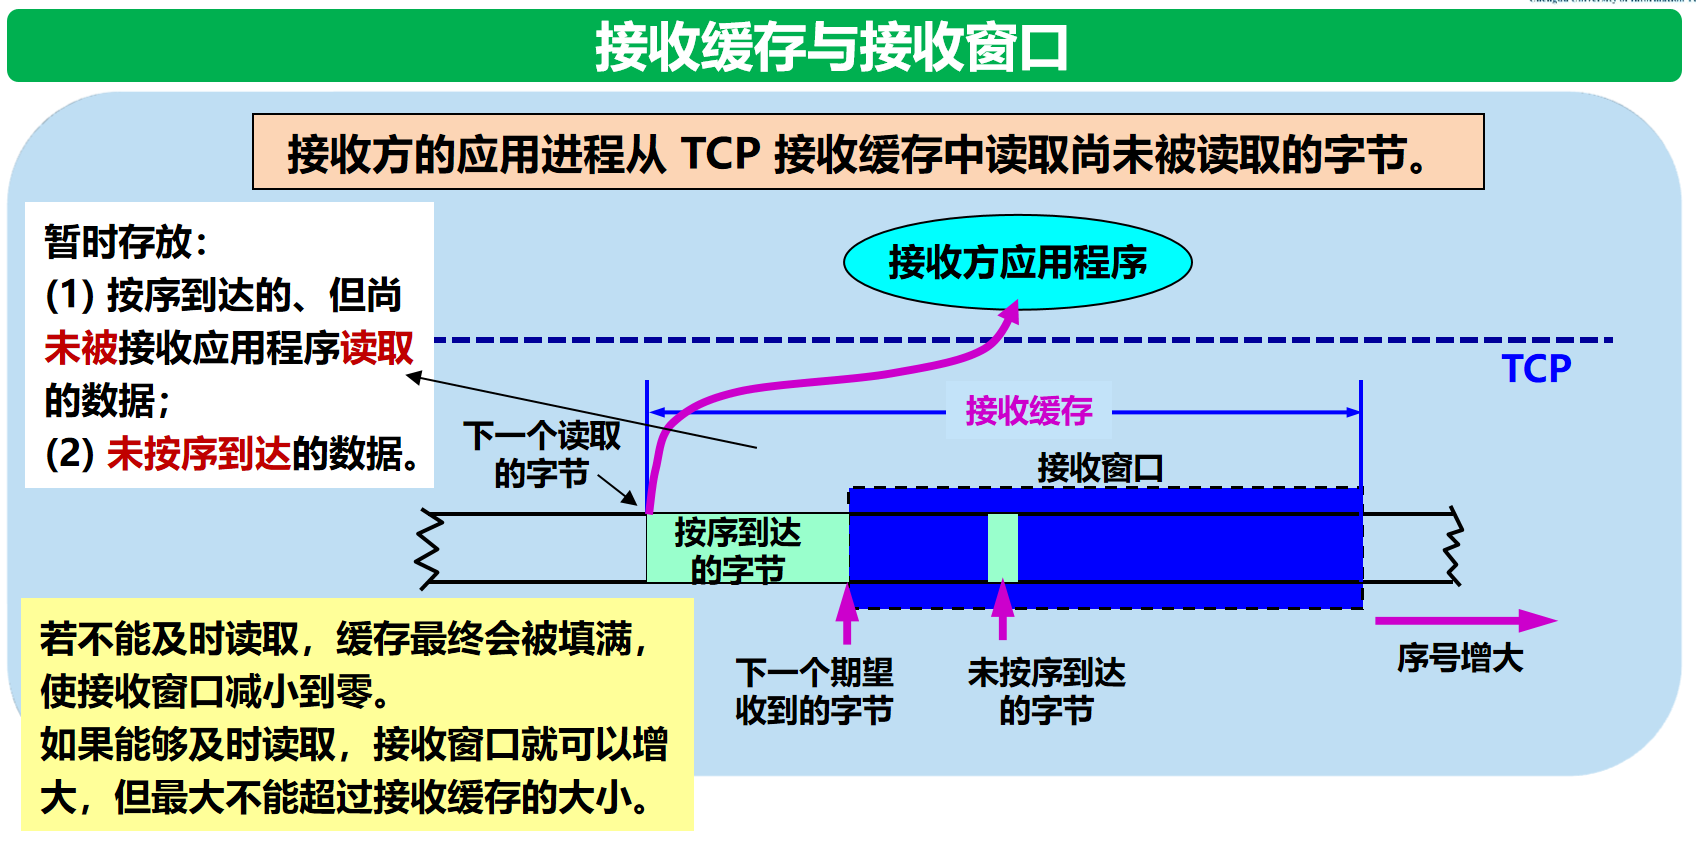 接收缓存与接收窗口
接收方的应用进程从 TCP 接收缓存中读取尚未被读取的字节。
暂时存放：
(1) 按序到达的、但尚
未被接收应用程序读取
的数据；
(2) 未按序到达的数据。
接收方应用程序
TCP
接收缓存
下一个读取
的字节
接收窗口
按序到达
的字节
下一个期望
收到的字节
未按序到达
的字节
序号增大
若不能及时读取，缓存最终会被填满，
使接收窗口减小到零。
如果能够及时读取，接收窗口就可以增
大，但最大不能超过接收缓存的大小。